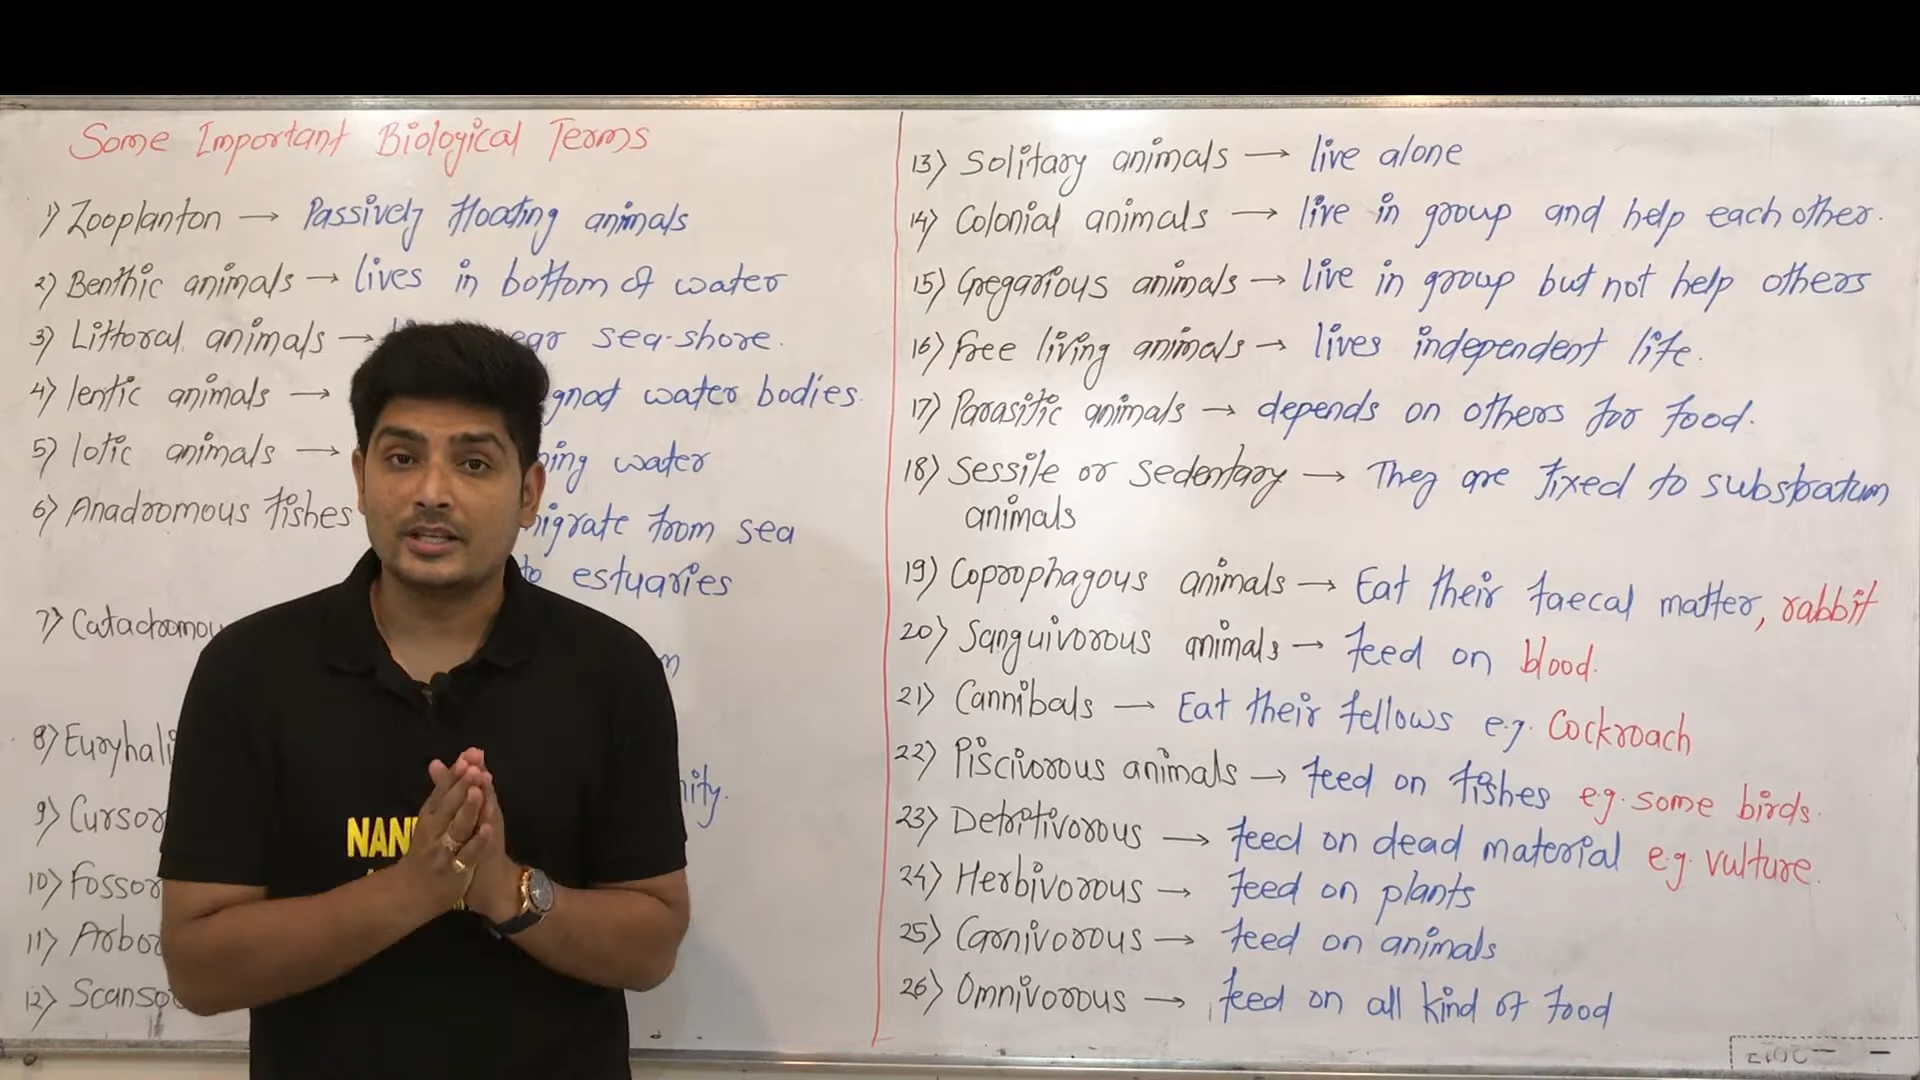 Some Important Biological Terms
1) Zooplanton → Passively floating animals
2) Benthic animals → lives in bottom of water
3) Littoral animals → sea-shore.
4) lentic animals → water bodies.
5) lotic animals → water
6) Anadromous fishes from sea
to estuaries
7)
8)
9)
10)
11)
12)
NAN
13) Solitary animals → live alone
14) Colonial animals → live in group and help each other.
15) Gregarious animals → live in group but not help others
16) Free living animals → lives independent life.
17) Parasitic animals → depends on others for food.
18) Sessile or Sedentary → They are fixed to substratum
animals
19) Coprophagous animals → Eat their faecal matter, rabbit
20) Sanguivorous animals → feed on blood.
21) Cannibals → Eat their fellows e.g. Cockroach
22) Piscivorous animals → feed on fishes e.g. some birds.
23) Detritivorous → feed on dead material e.g. vulture.
24) Herbivorous → feed on plants
25) Carnivorous → feed on animals
26) Omnivorous → feed on all kind of food